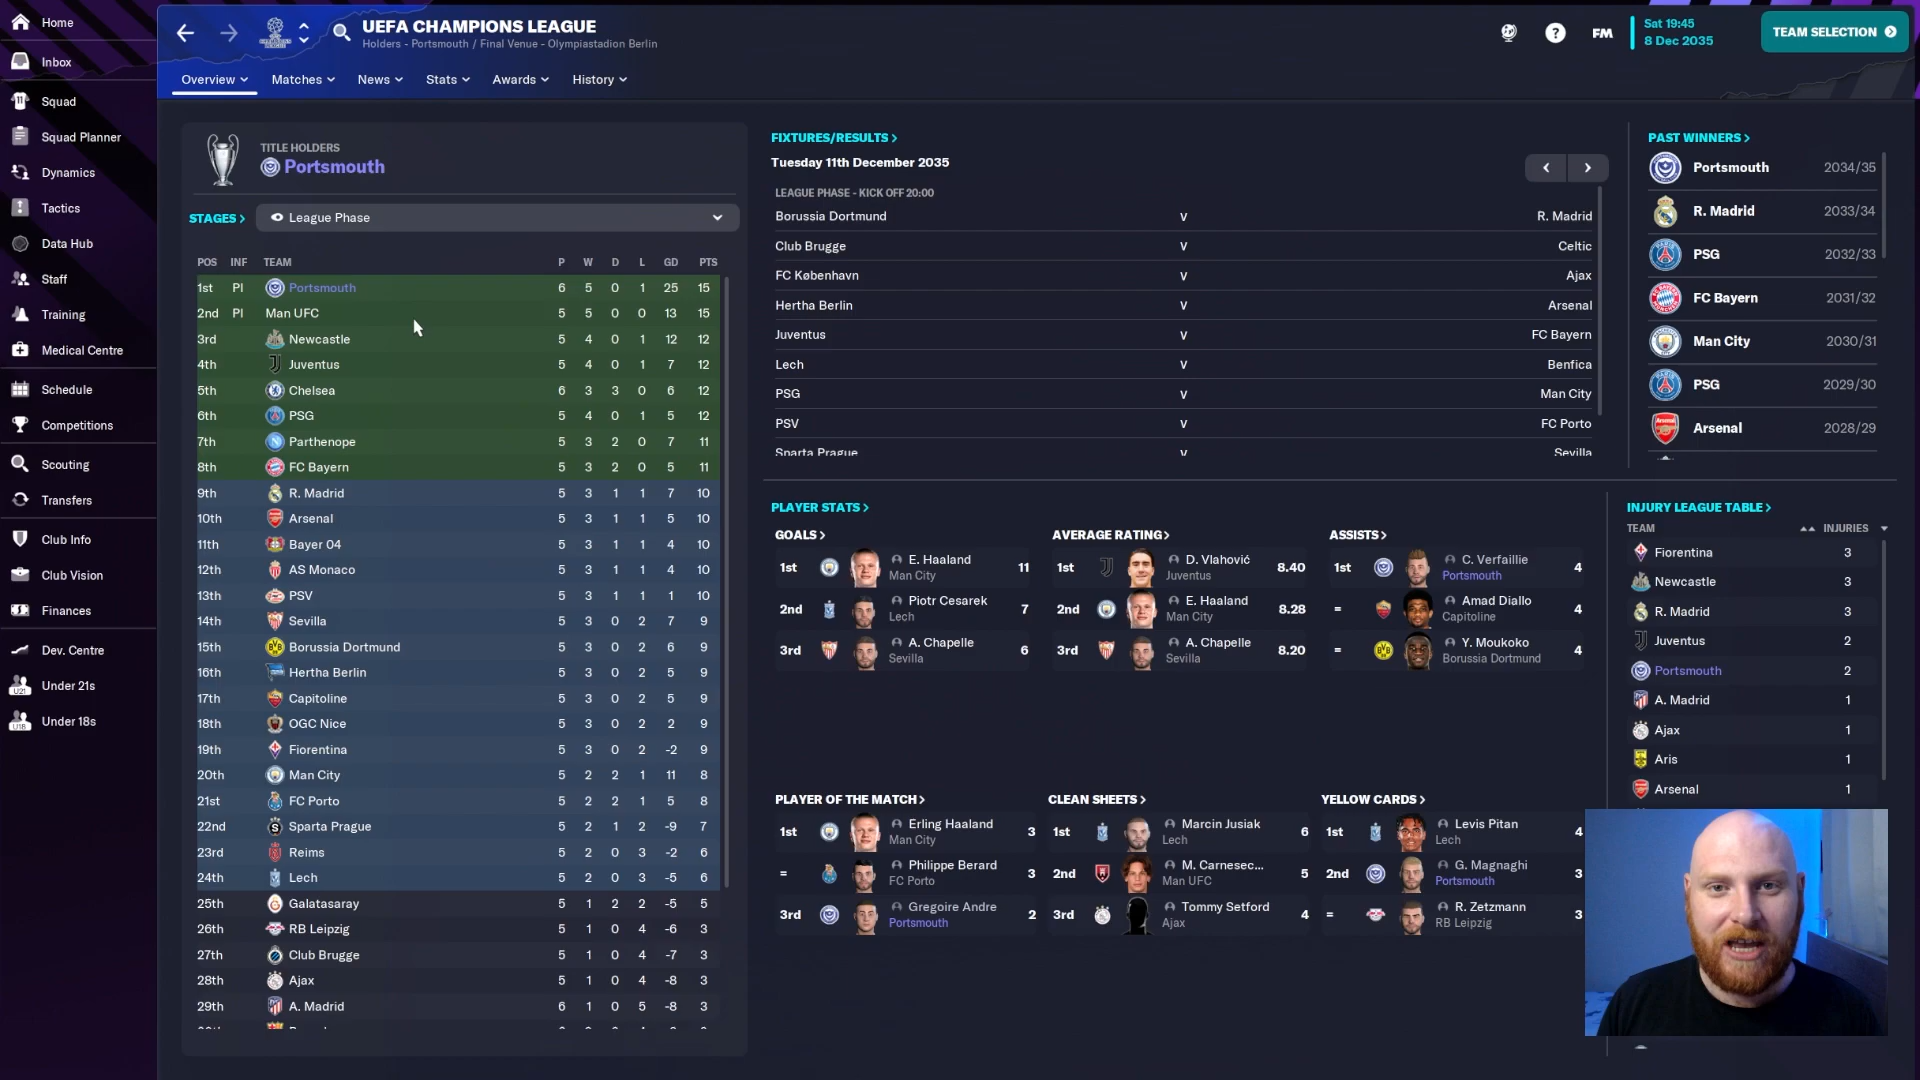 Home
Inbox
Squad
Squad Planner
Dynamics
Tactics
Data Hub
Staff
Training
Medical Centre
Schedule
Competitions
Scouting
Transfers
Club Info
Club Vision
Finances
Dev. Centre
Under 21s
Under 18s
UEFA CHAMPIONS LEAGUE
Holders - Portsmouth / Final Venue - Olympiastadion Berlin
FM
Sat 19:45
8 Dec 2035
TEAM SELECTION
Overview Matches News Stats Awards History
TITLE HOLDERS
Portsmouth
STAGES League Phase
POS INF TEAM P W D L GD PTS
1st PI Portsmouth 6 5 0 1 25 15
2nd PI Man UFC 5 5 0 0 13 15
3rd Newcastle 5 4 0 1 12 12
4th Juventus 5 4 0 1 7 12
5th Chelsea 6 3 3 0 6 12
6th PSG 5 4 0 1 5 12
7th Parthenope 5 3 2 0 7 11
8th FC Bayern 5 3 2 0 5 11
9th R. Madrid 5 3 1 1 7 10
10th Arsenal 5 3 1 1 5 10
11th Bayer 04 5 3 1 1 4 10
12th AS Monaco 5 3 1 1 4 10
13th PSV 5 3 1 1 1 10
14th Sevilla 5 3 0 2 7 9
15th Borussia Dortmund 5 3 0 2 6 9
16th Hertha Berlin 5 3 0 2 5 9
17th Capitoline 5 3 0 2 5 9
18th OGC Nice 5 3 0 2 2 9
19th Fiorentina 5 3 0 2 -2 9
20th Man City 5 2 2 1 11 8
21st FC Porto 5 2 2 1 5 8
22nd Sparta Prague 5 2 1 2 -9 7
23rd Reims 5 2 0 3 -2 6
24th Lech 5 2 0 3 -5 6
25th Galatasaray 5 1 2 2 -5 5
26th RB Leipzig 5 1 0 4 -6 3
27th Club Brugge 5 1 0 4 -7 3
28th Ajax 5 1 0 4 -8 3
29th A. Madrid 6 1 0 5 -8 3
FIXTURES/RESULTS
Tuesday 11th December 2035
LEAGUE PHASE - KICK OFF 20:00
Borussia Dortmund v R. Madrid
Club Brugge v Celtic
FC København v Ajax
Hertha Berlin v Arsenal
Juventus v FC Bayern
Lech v Benfica
PSG v Man City
PSV v FC Porto
Sparta Prague v Sevilla
PAST WINNERS
Portsmouth 2034/35
R. Madrid 2033/34
PSG 2032/33
FC Bayern 2031/32
Man City 2030/31
PSG 2029/30
Arsenal 2028/29
PLAYER STATS
GOALS
1st E. Haaland 11
Man City
2nd Piotr Cesarek 7
Lech
3rd A. Chapelle 6
Sevilla
AVERAGE RATING
1st D. Vlahović 8.40
Juventus
2nd E. Haaland 8.28
Man City
3rd A. Chapelle 8.20
Sevilla
ASSISTS
1st C. Verfaillie 4
Portsmouth
= Amad Diallo 4
Capitoline
= Y. Moukoko 4
Borussia Dortmund
PLAYER OF THE MATCH
1st Erling Haaland 3
Man City
= Philippe Berard 3
FC Porto
3rd Gregoire Andre 2
Portsmouth
CLEAN SHEETS
1st Marcin Jusiak 6
Lech
2nd M. Carnesec... 5
Man UFC
3rd Tommy Setford 4
Ajax
YELLOW CARDS
1st Levis Pitan 4
Lech
2nd G. Magnaghi 3
Portsmouth
= R. Zetzmann 3
RB Leipzig
INJURY LEAGUE TABLE
TEAM INJURIES
Fiorentina 3
Newcastle 3
R. Madrid 3
Juventus 2
Portsmouth 2
A. Madrid 1
Ajax 1
Aris 1
Arsenal 1